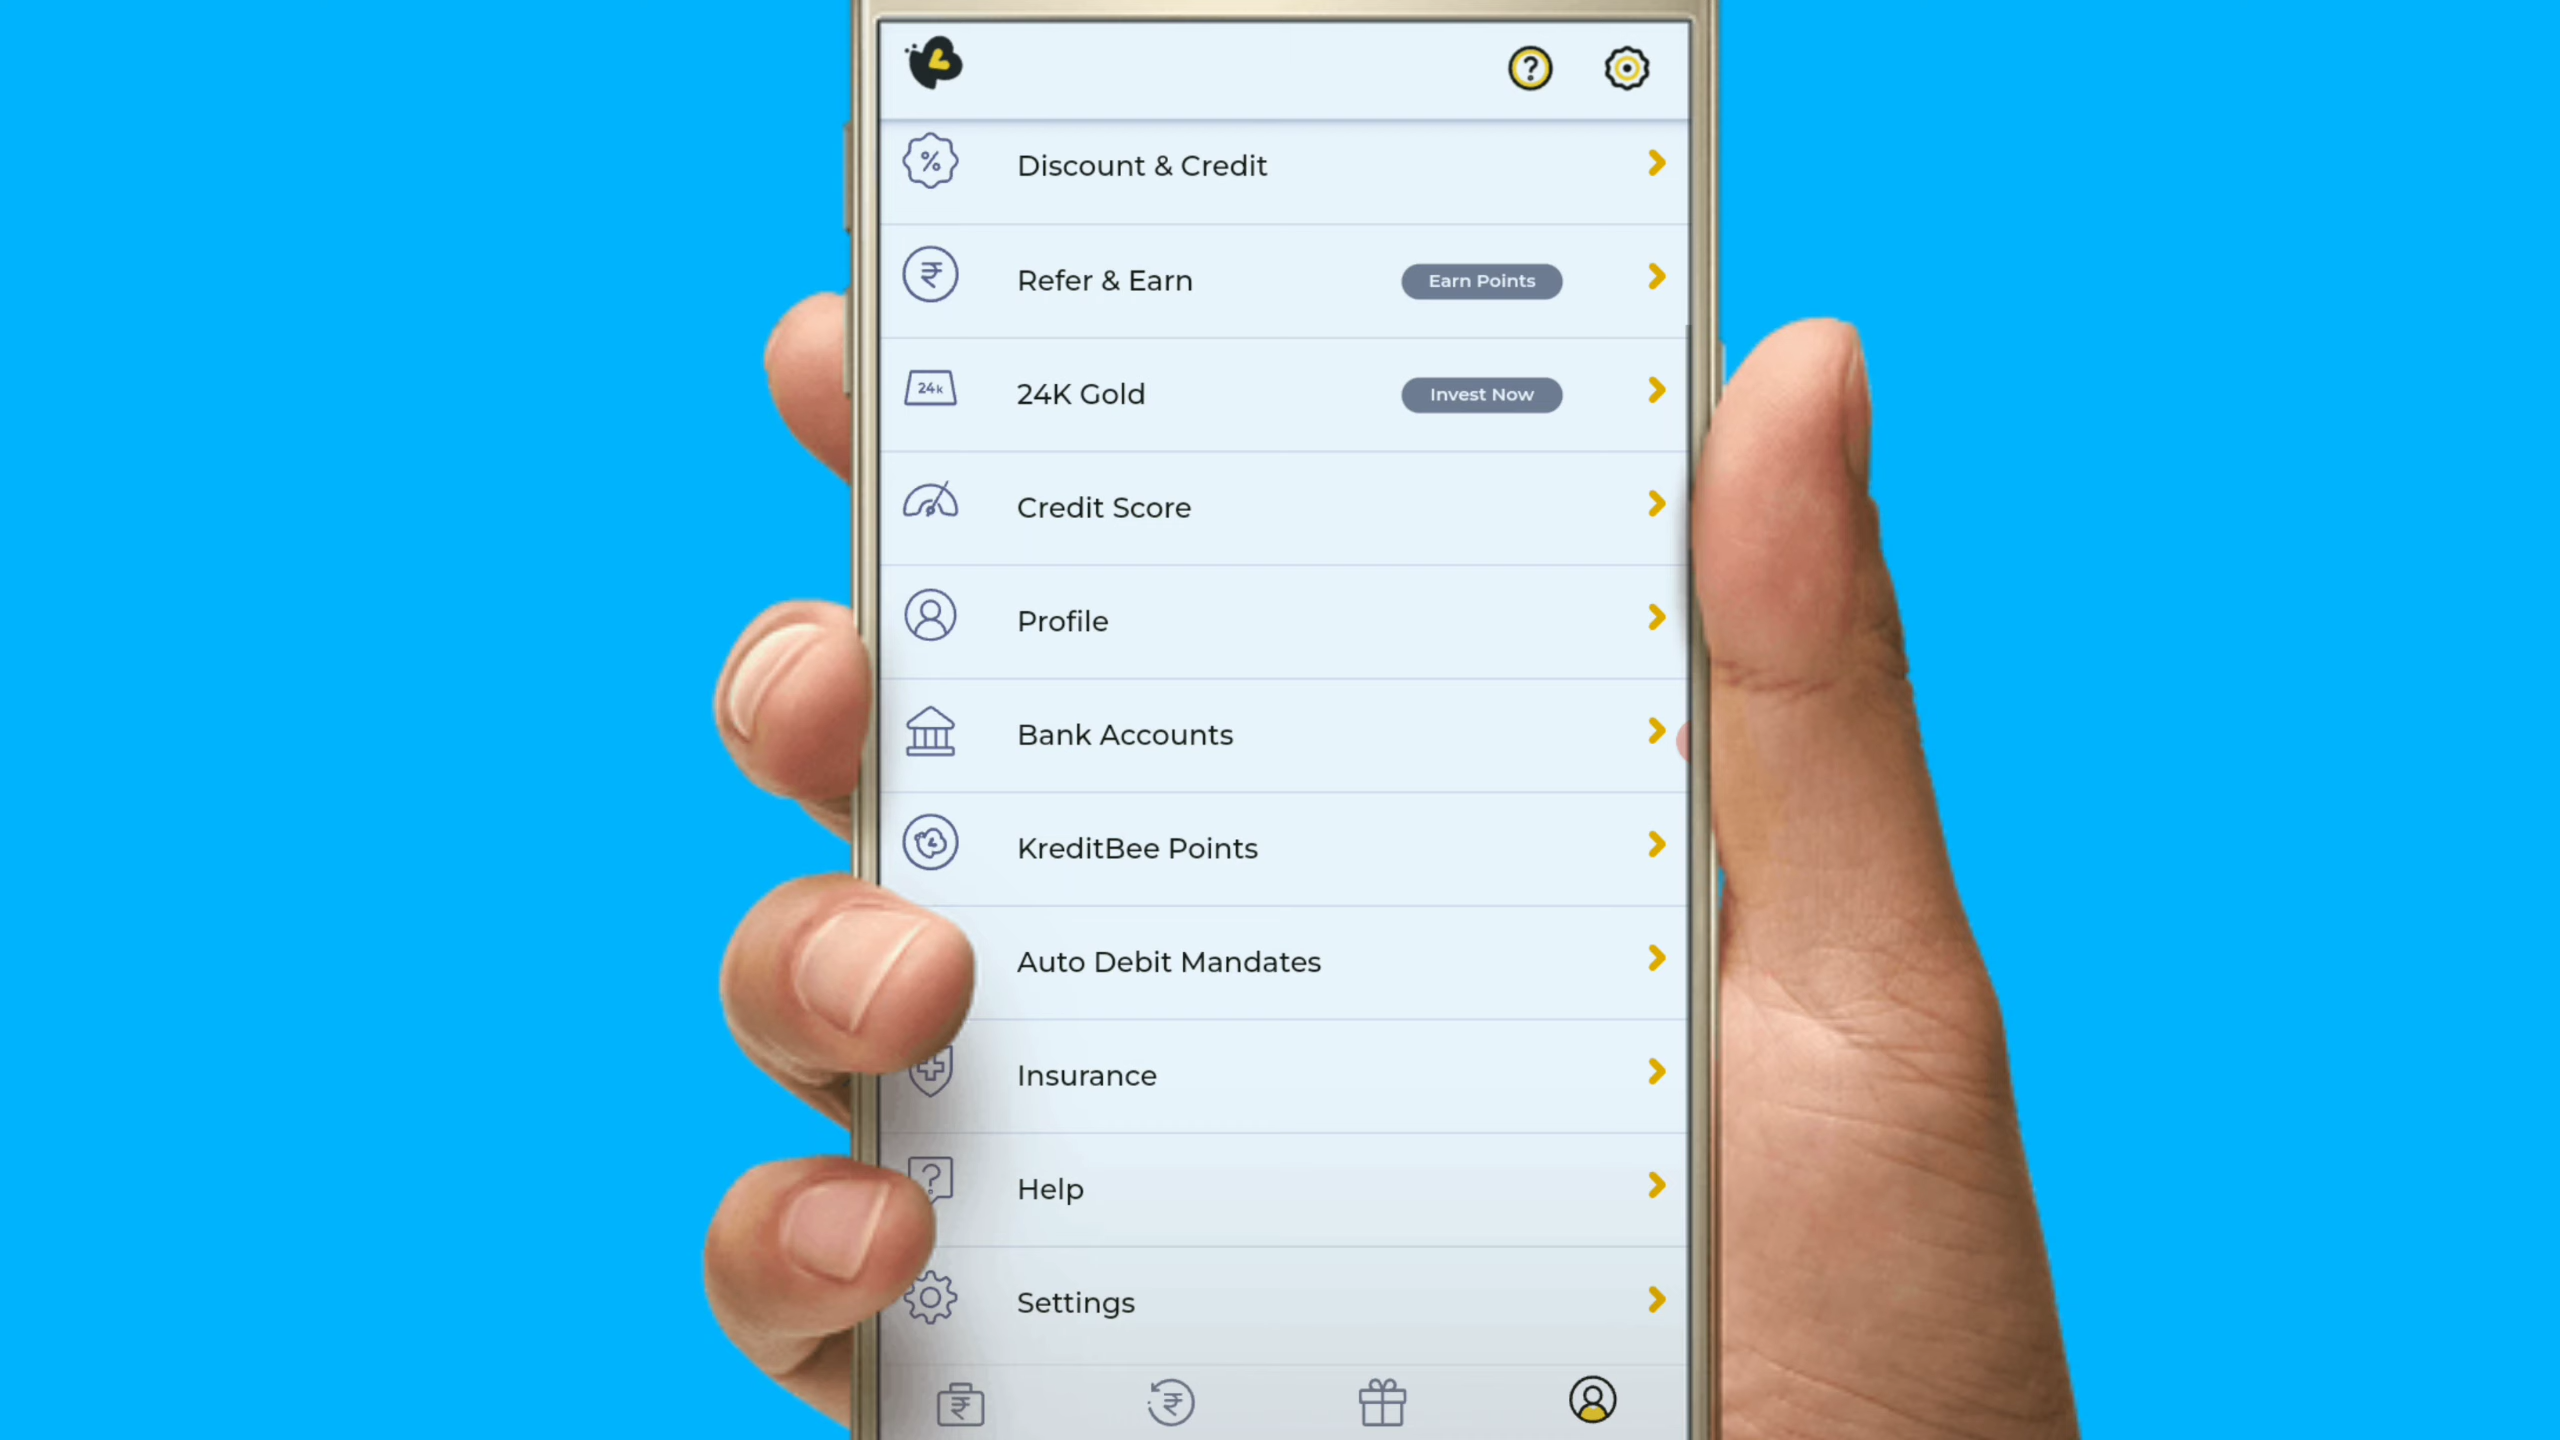 Discount & Credit
Refer & Earn
Earn Points
24k
24K Gold
Invest Now
Credit Score
Profile
Bank Accounts
KreditBee Points
Auto Debit Mandates
Insurance
Help
Settings